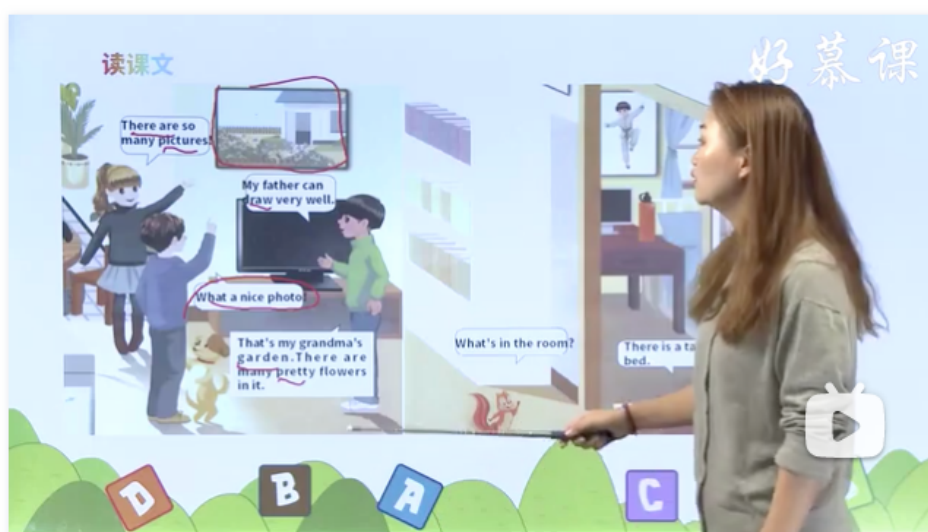 好慕课
读课文
There are so
many pictures!
My father can
draw very well.
What a nice photo!
That's my grandma's
garden.There are
many pretty flowers
in it.
What's in the room?
There is a
bed.
D
B
A
C